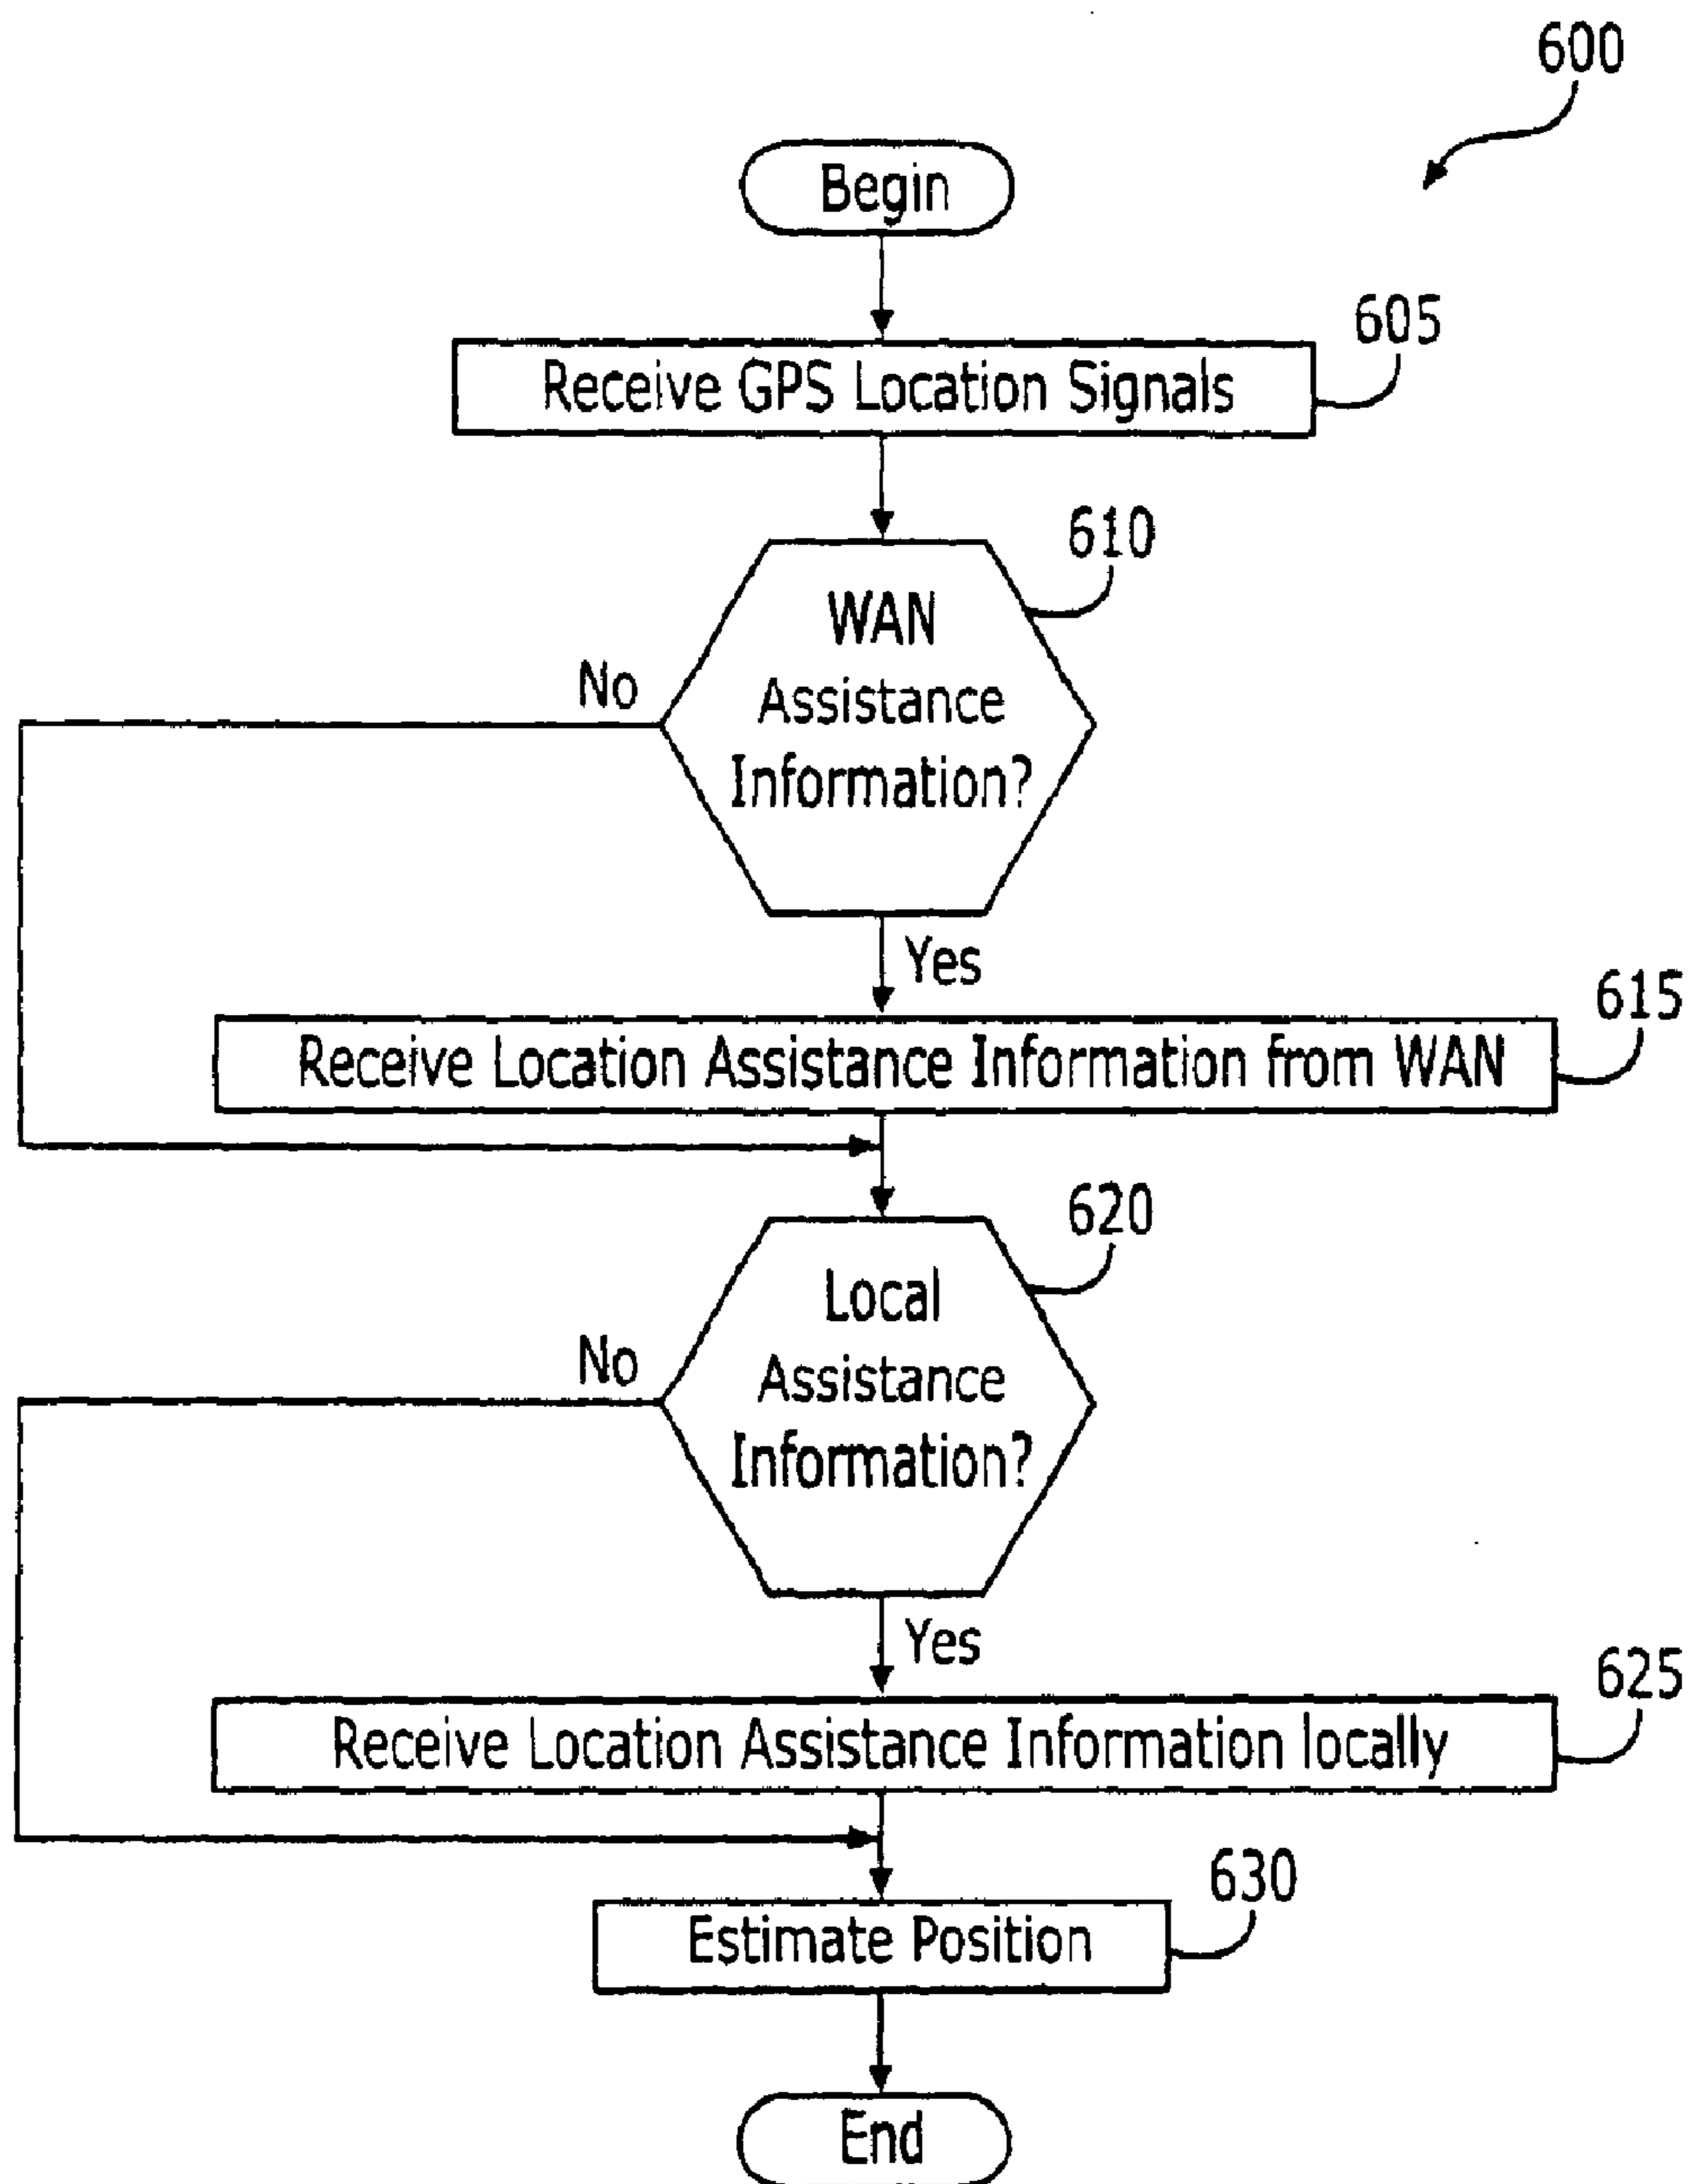 600
Begin
605
Receive GPS Location Signals
610
WAN
Assistance
Information?
No
Yes
615
Receive Location Assistance Information from WAN
620
Local
Assistance
Information?
No
Yes
625
Receive Location Assistance Information locally
630
Estimate Position
End